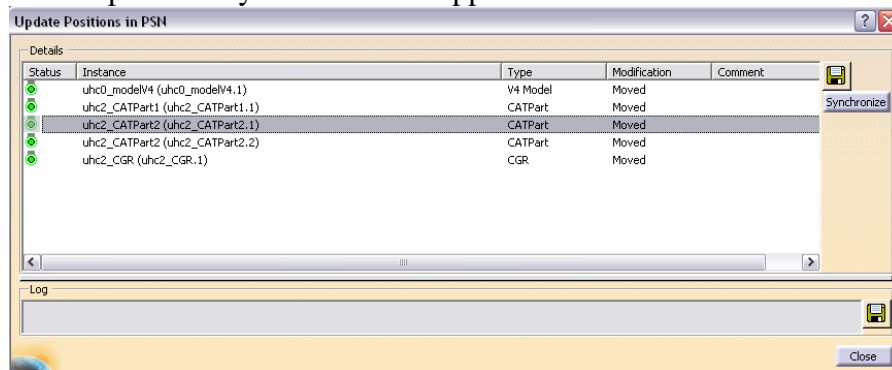 Update Positions in PSN
Details
Status Instance Type Modification Comment
uhc0_modelV4 (uhc0_modelV4.1) V4 Model Moved
uhc2_CATPart1 (uhc2_CATPart1.1) CATPart Moved
uhc2_CATPart2 (uhc2_CATPart2.1) CATPart Moved
uhc2_CATPart2 (uhc2_CATPart2.2) CATPart Moved
uhc2_CGR (uhc2_CGR.1) CGR Moved
Synchronize
Log
Close